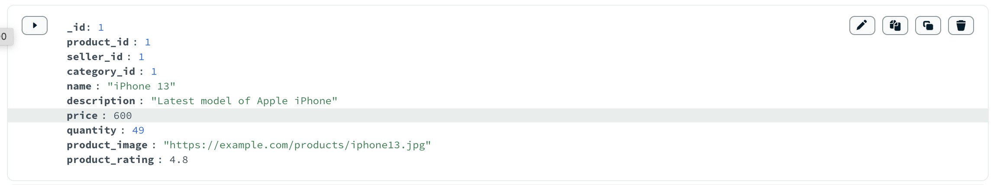 _id: 1
product_id : 1
seller_id : 1
category_id : 1
name : "iPhone 13"
description : "Latest model of Apple iPhone"
price : 600
quantity : 49
product_image : "https://example.com/products/iphone13.jpg"
product_rating : 4.8